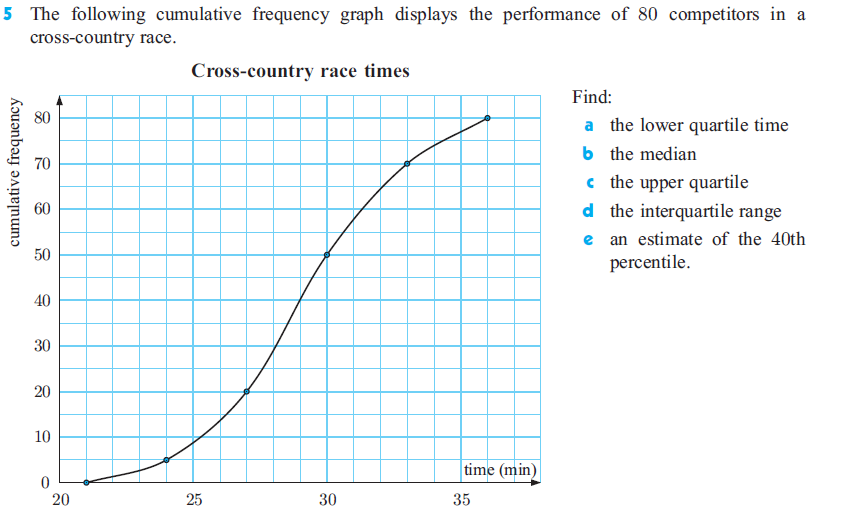 5 The following cumulative frequency graph displays the performance of 80 competitors in a
cross-country race.
Cross-country race times
cumulative frequency
80
70
60
50
40
30
20
10
0
20 25 30 35
time (min)
Find:
a the lower quartile time
b the median
c the upper quartile
d the interquartile range
e an estimate of the 40th
percentile.